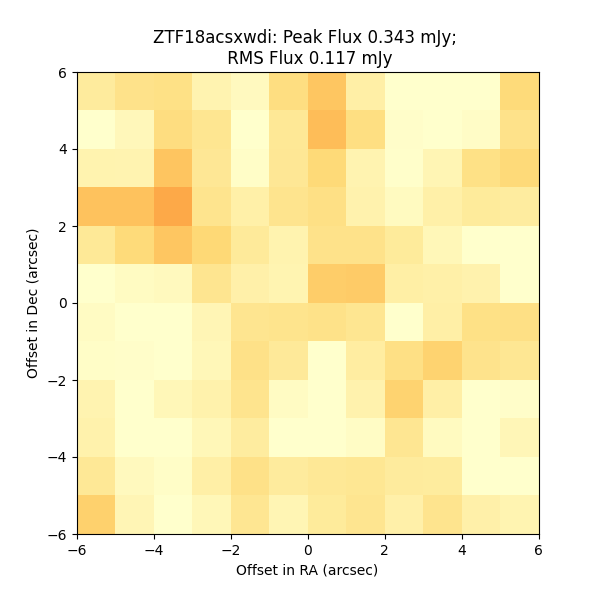 ZTF18acsxwdi: Peak Flux 0.343 mJy;
RMS Flux 0.117 mJy
6
4
2
0
−2
−4
−6
Offset in Dec (arcsec)
−6 −4 −2 0 2 4 6
Offset in RA (arcsec)